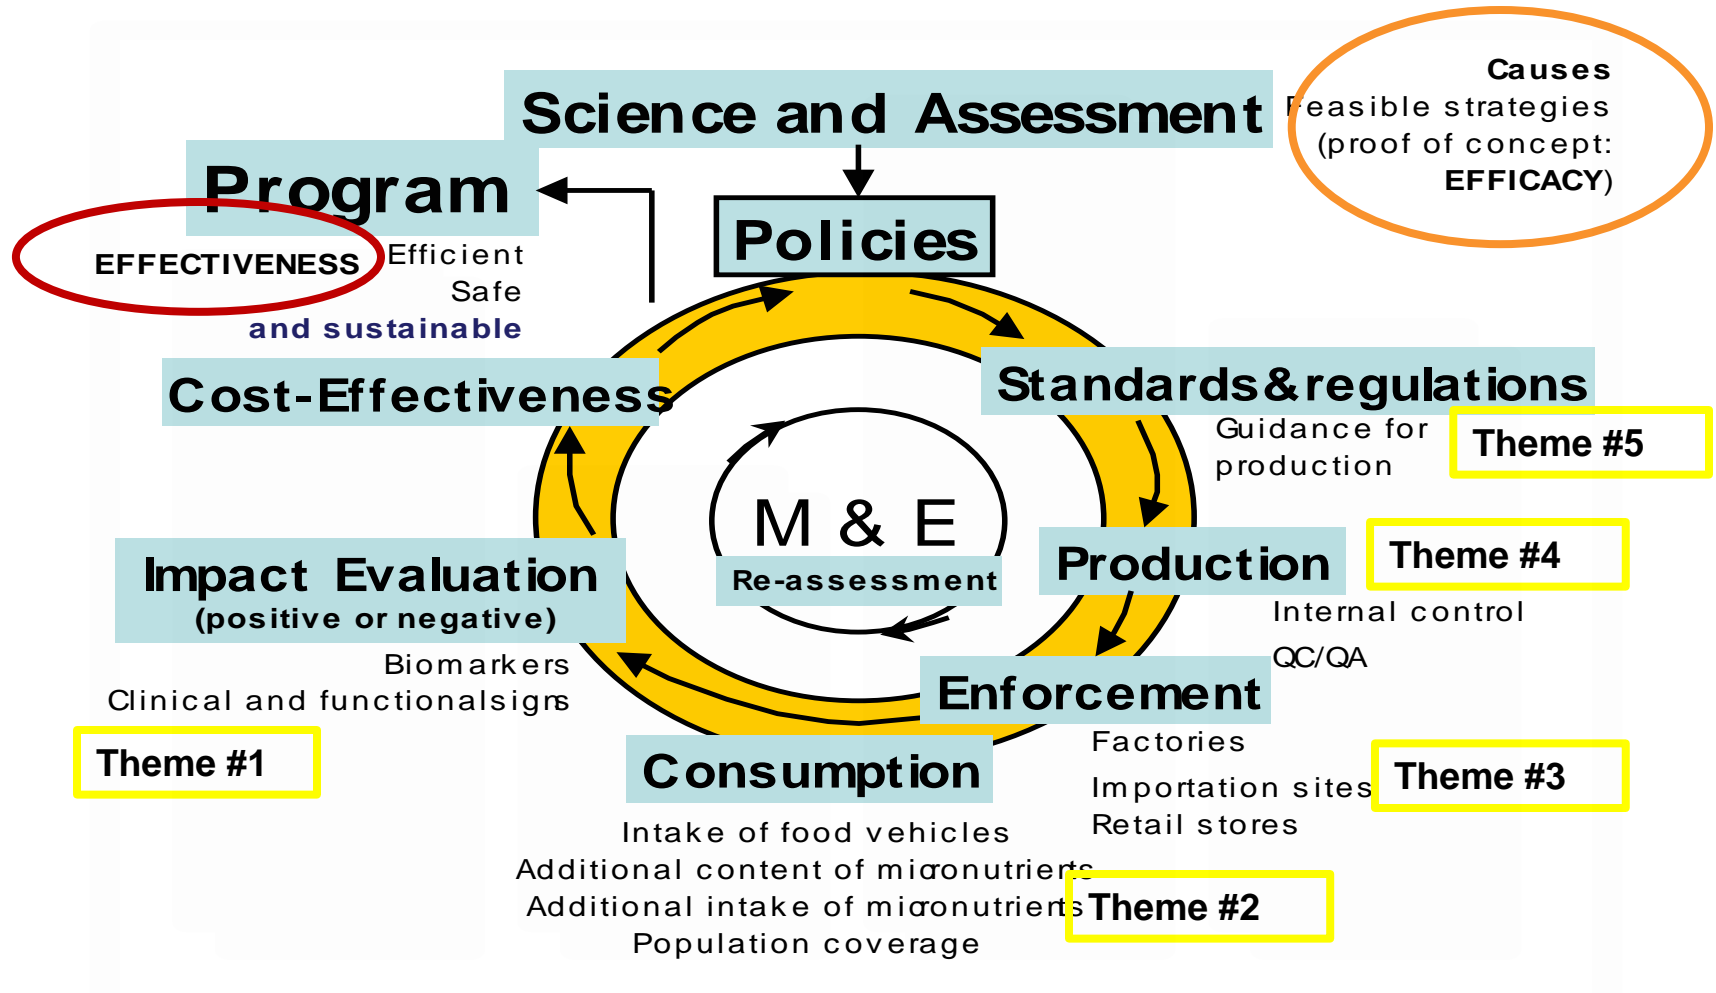 Causes
Feasible strategies
(proof of concept:
EFFICACY)
Science and Assessment
Program
Policies
EFFECTIVENESS
Efficient
Safe
and sustainable
Cost-Effectiveness
Standards & regulations
Guidance for
production
Theme #5
M & E
Re-assessment
Production
Theme #4
Internal control
QC/QA
Impact Evaluation
(positive or negative)
Biomarkers
Clinical and functional signs
Theme #1
Enforcement
Factories
Importation sites
Retail stores
Theme #3
Consumption
Intake of food vehicles
Additional content of micronutrients
Additional intake of micronutrients
Population coverage
Theme #2